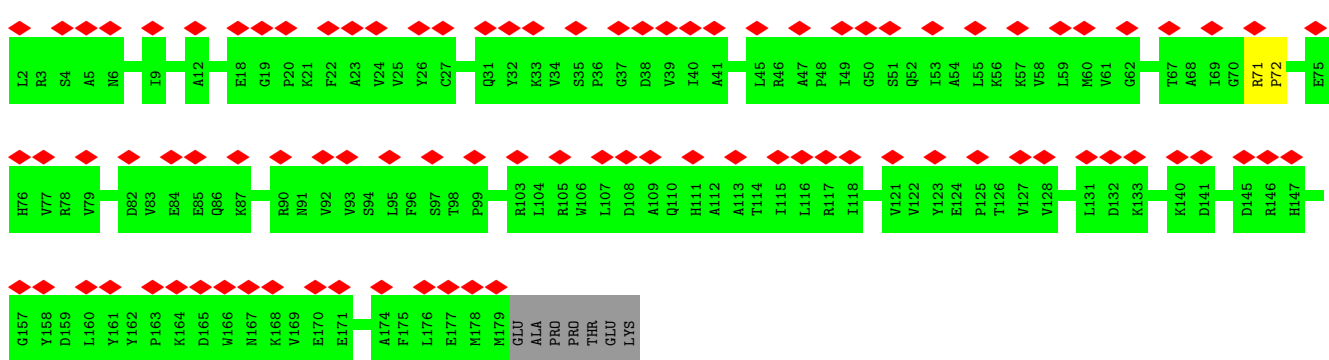 L2 R3 S4 A5 N6 I9 A12 E18 G19 P20 K21 F22 A23 V24 V25 Y26 C27 Q31 Y32 K33 V34 S35 P36 G37 D38 V39 I40 A41 L45 R46 A47 P48 I49 G50 S51 Q52 I53 A54 L55 K56 K57 V58 L59 M60 V61 G62 T67 A68 I69 G70 R71 P72 E75
H76 V77 R78 V79 D82 V83 E84 E85 Q86 K87 R90 N91 V92 V93 S94 L95 F96 S97 T98 P99 R103 L104 R105 W106 L107 D108 A109 Q110 H111 A112 A113 T114 I115 L116 R117 I118 V121 V122 Y123 E124 P125 T126 V127 V128 L131 D132 K133 K140 D141 D145 R146 H147
G157 Y158 D159 L160 Y161 Y162 P163 K164 D165 W166 N167 K168 V169 E170 E171 A174 F175 L176 E177 M178 M179 GLU ALA PRO PRO THR GLU LYS